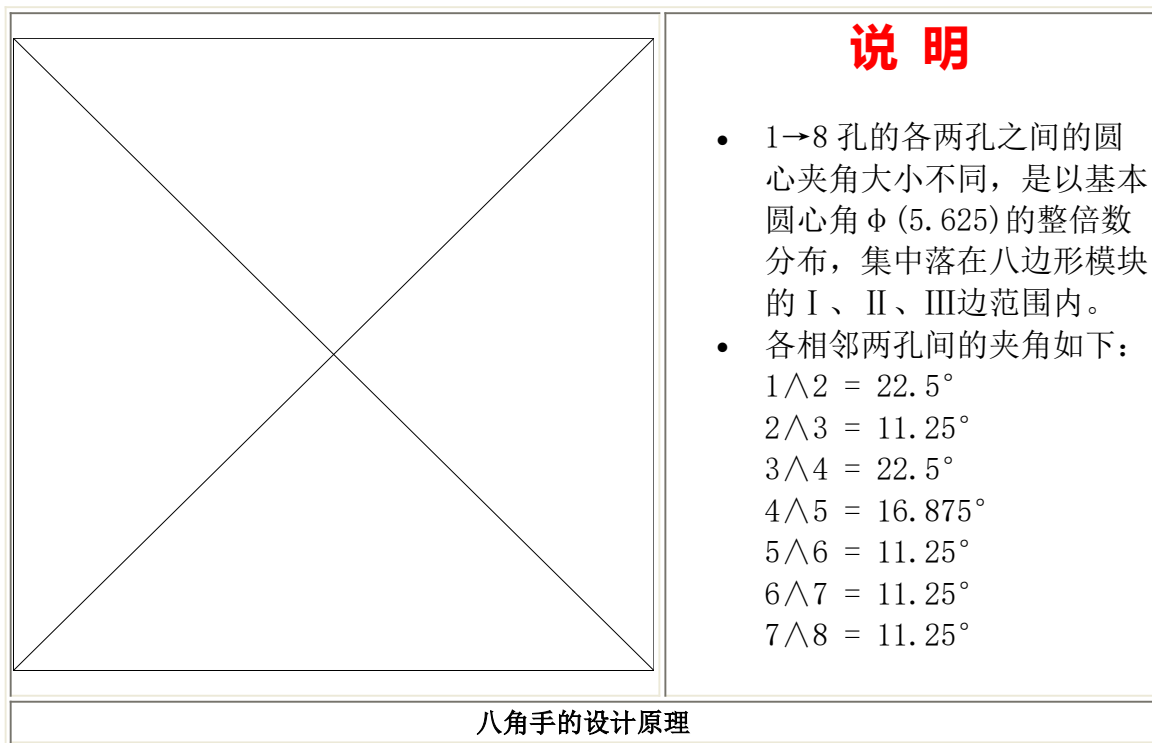 说 明
• 1→8 孔的各两孔之间的圆
心夹角大小不同，是以基本
圆心角φ(5.625)的整倍数
分布，集中落在八边形模块
的Ⅰ、Ⅱ、Ⅲ边范围内。
• 各相邻两孔间的夹角如下：
1∧2 = 22.5°
2∧3 = 11.25°
3∧4 = 22.5°
4∧5 = 16.875°
5∧6 = 11.25°
6∧7 = 11.25°
7∧8 = 11.25°
八角手的设计原理